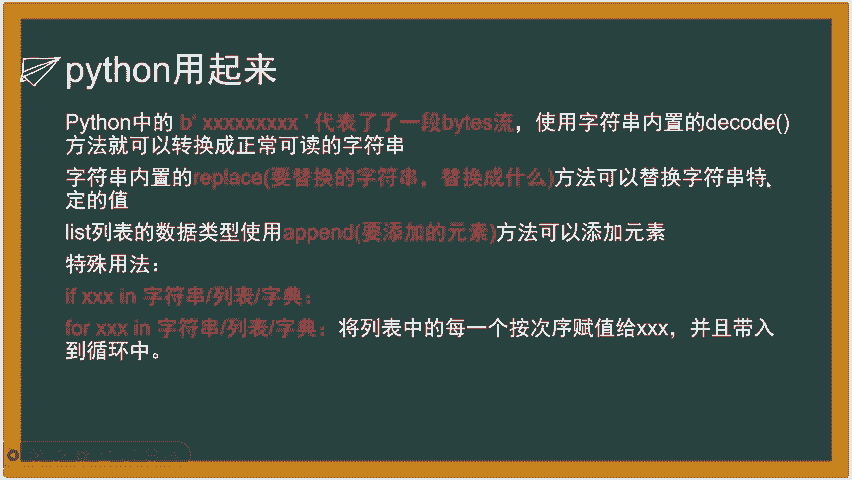 python用起来
Python中的 b' xxxxxxxxx ' 代表了了一段bytes流，使用字符串内置的decode()
方法就可以转换成正常可读的字符串
字符串内置的replace(要替换的字符串，替换成什么)方法可以替换字符串特
定的值
list列表的数据类型使用append(要添加的元素)方法可以添加元素
特殊用法：
if xxx in 字符串/列表/字典：
for xxx in 字符串/列表/字典：将列表中的每一个按次序赋值给xxx，并且带入
到循环中。